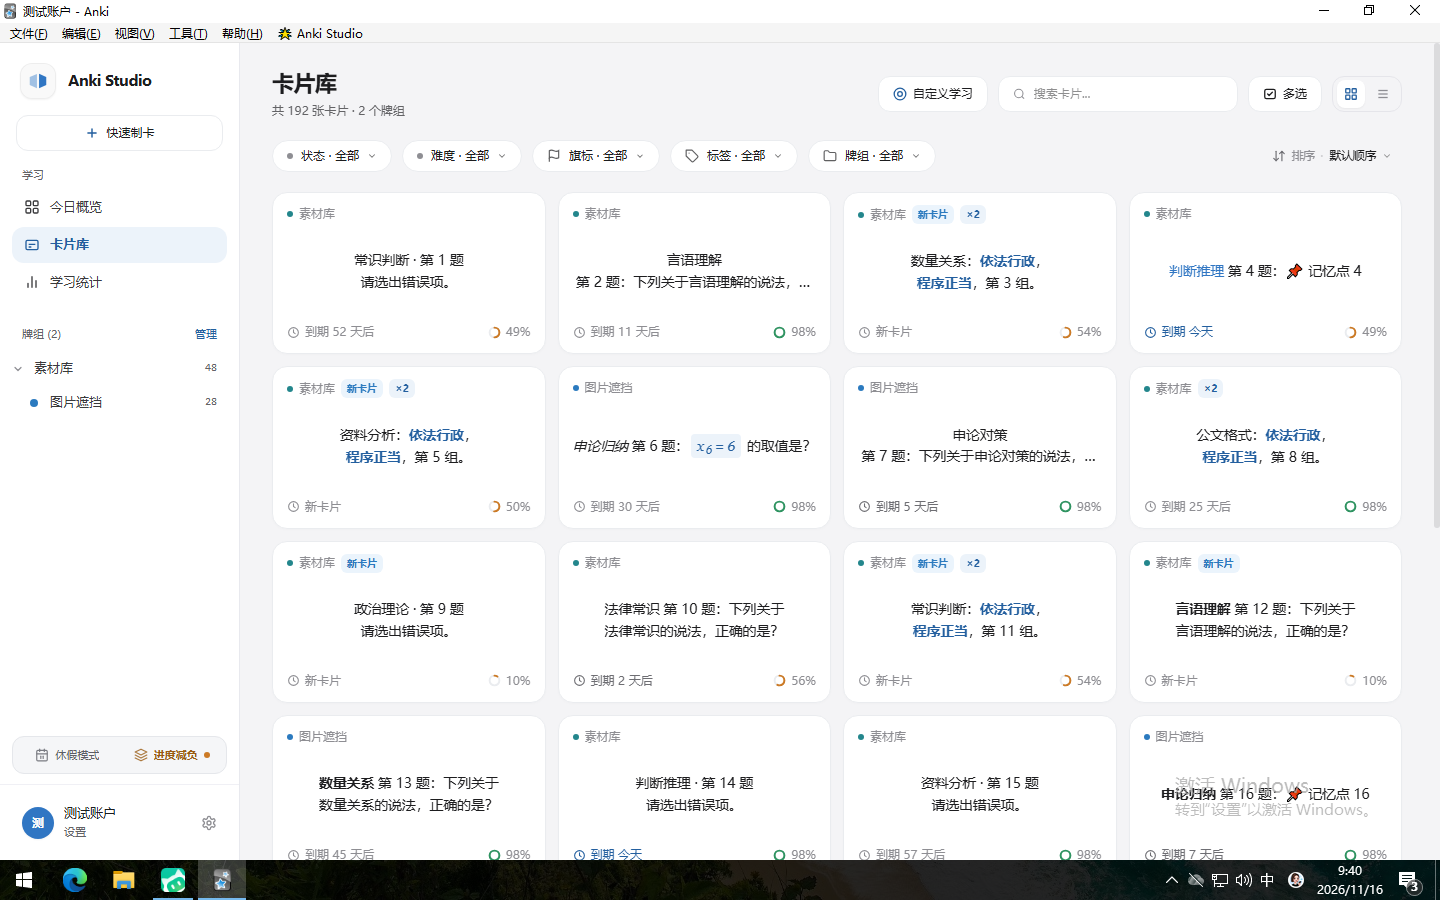 测试账户 - Anki
文件(F) 编辑(E) 视图(V) 工具(T) 帮助(H) Anki Studio
Anki Studio
快速制卡
学习
今日概览
卡片库
学习统计
牌组 (2) 管理
素材库 48
图片遮挡 28
休假模式 进度减负
测 测试账户
设置
卡片库
共 192 张卡片 · 2 个牌组
自定义学习 搜索卡片... 多选
状态 · 全部 难度 · 全部 旗标 · 全部 标签 · 全部 牌组 · 全部 排序 · 默认顺序
素材库
常识判断 · 第 1 题
请选出错误项。
到期 52 天后 49%
素材库
言语理解
第 2 题：下列关于言语理解的说法，...
到期 11 天后 98%
素材库 新卡片 ×2
数量关系：依法行政，
程序正当，第 3 组。
新卡片 54%
素材库
判断推理 第 4 题：📌 记忆点 4
到期 今天 49%
素材库 新卡片 ×2
资料分析：依法行政，
程序正当，第 5 组。
新卡片 50%
图片遮挡
申论归纳 第 6 题： x₆ = 6 的取值是？
到期 30 天后 98%
图片遮挡
申论对策
第 7 题：下列关于申论对策的说法，...
到期 5 天后 98%
素材库 ×2
公文格式：依法行政，
程序正当，第 8 组。
到期 25 天后 98%
素材库 新卡片
政治理论 · 第 9 题
请选出错误项。
新卡片 10%
素材库
法律常识 第 10 题：下列关于
法律常识的说法，正确的是？
到期 2 天后 56%
素材库 新卡片 ×2
常识判断：依法行政，
程序正当，第 11 组。
新卡片 54%
素材库 新卡片
言语理解 第 12 题：下列关于
言语理解的说法，正确的是？
新卡片 10%
图片遮挡
数量关系 第 13 题：下列关于
数量关系的说法，正确的是？
到期 45 天后 98%
素材库
判断推理 · 第 14 题
请选出错误项。
到期 今天 98%
素材库
资料分析 · 第 15 题
请选出错误项。
到期 57 天后 98%
图片遮挡
申论归纳 第 16 题：📌 记忆点 16
到期 7 天后 98%
激活 Windows
转到"设置"以激活 Windows。
中 9:40
2026/11/16
3